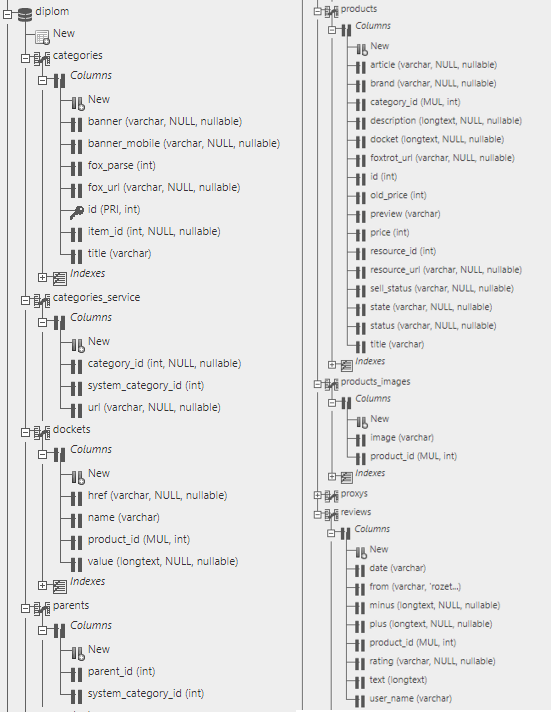 diplom
New
categories
Columns
New
banner (varchar, NULL, nullable)
banner_mobile (varchar, NULL, nullable)
fox_parse (int)
fox_url (varchar, NULL, nullable)
id (PRI, int)
item_id (int, NULL, nullable)
title (varchar)
Indexes
categories_service
Columns
New
category_id (int, NULL, nullable)
system_category_id (int)
url (varchar, NULL, nullable)
dockets
Columns
New
href (varchar, NULL, nullable)
name (varchar)
product_id (MUL, int)
value (longtext, NULL, nullable)
Indexes
parents
Columns
New
parent_id (int)
system_category_id (int)
products
Columns
New
article (varchar, NULL, nullable)
brand (varchar, NULL, nullable)
category_id (MUL, int)
description (longtext, NULL, nullable)
docket (longtext, NULL, nullable)
foxtrot_url (varchar, NULL, nullable)
id (int)
old_price (int)
preview (varchar)
price (int)
resource_id (int)
resource_url (varchar, NULL, nullable)
sell_status (varchar, NULL, nullable)
state (varchar, NULL, nullable)
status (varchar, NULL, nullable)
title (varchar)
Indexes
products_images
Columns
New
image (varchar)
product_id (MUL, int)
Indexes
proxys
reviews
Columns
New
date (varchar)
from (varchar, 'rozet...)
minus (longtext, NULL, nullable)
plus (longtext, NULL, nullable)
product_id (MUL, int)
rating (varchar, NULL, nullable)
text (longtext)
user_name (varchar)